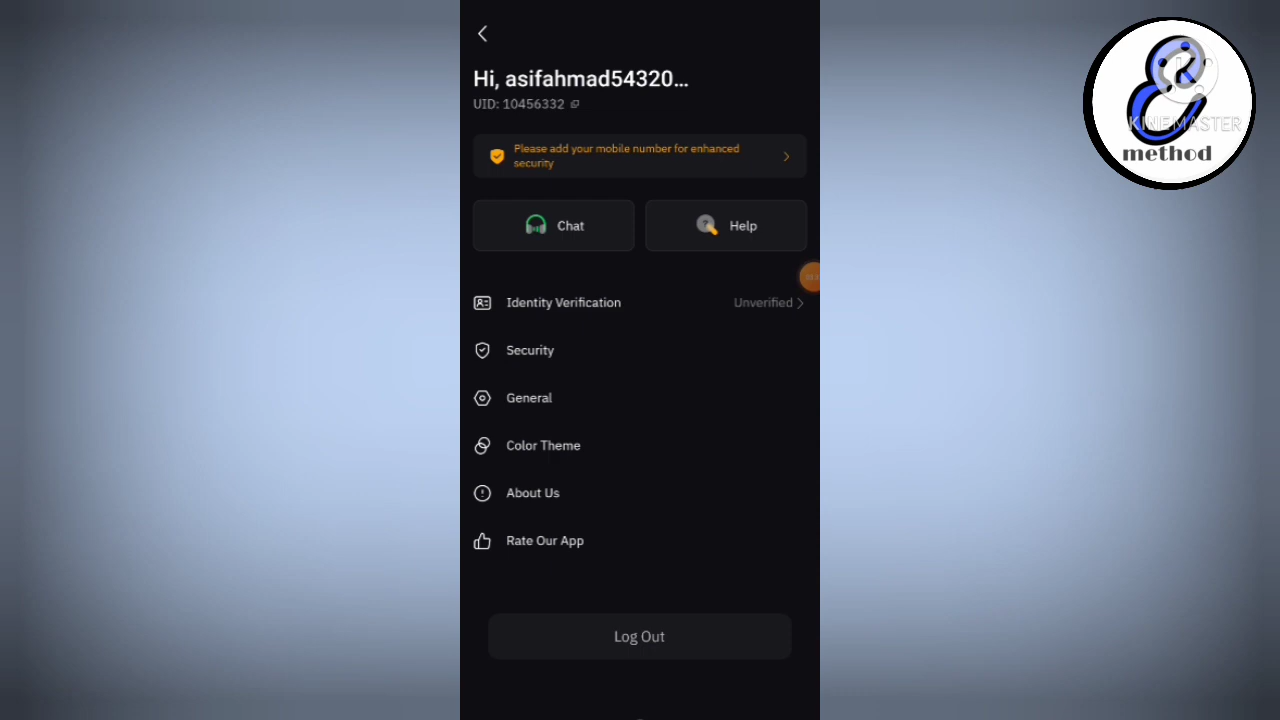 Hi, asifahmad54320...
UID: 10456332
Please add your mobile number for enhanced
security
Chat
Help
Identity Verification
Unverified
Security
General
Color Theme
About Us
Rate Our App
Log Out
KINEMASTER
method